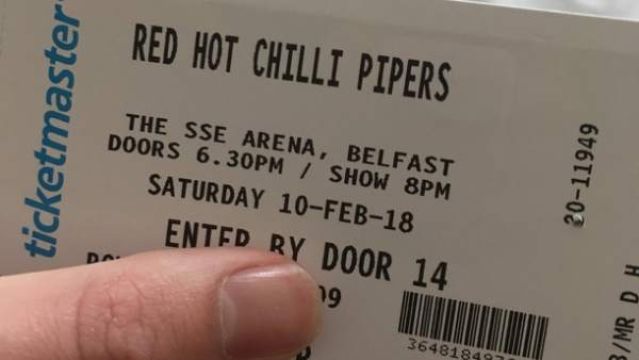 ticketmaster
RED HOT CHILLI PIPERS
THE SSE ARENA, BELFAST
DOORS 6.30PM / SHOW 8PM
SATURDAY 10-FEB-18
ENTER BY DOOR 14
20-11949
/MR D H